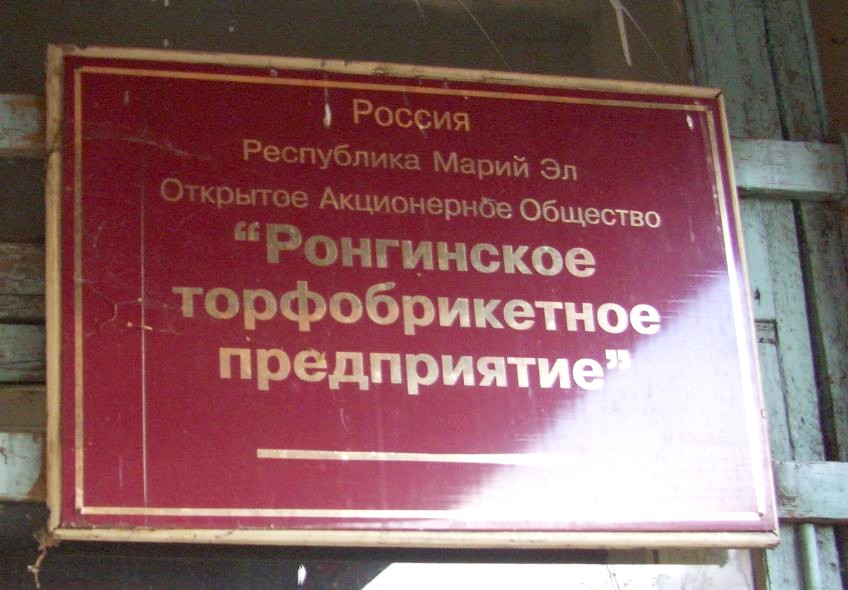 Россия
Республика Марий Эл
Открытое Акционерное Общество
“Ронгинское
торфобрикетное
предприятие”